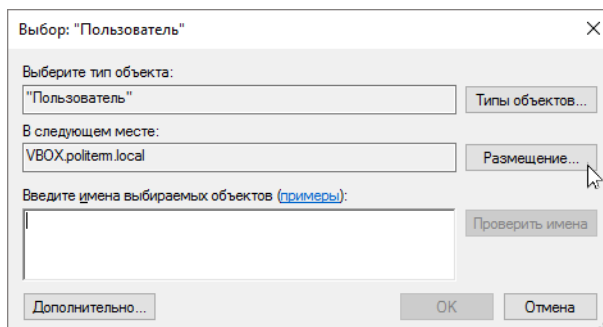 Выбор: "Пользователь"
Выберите тип объекта:
"Пользователь"
Типы объектов...
В следующем месте:
VBOX.politerm.local
Размещение...
Введите имена выбираемых объектов (примеры):
Проверить имена
Дополнительно...
OK
Отмена